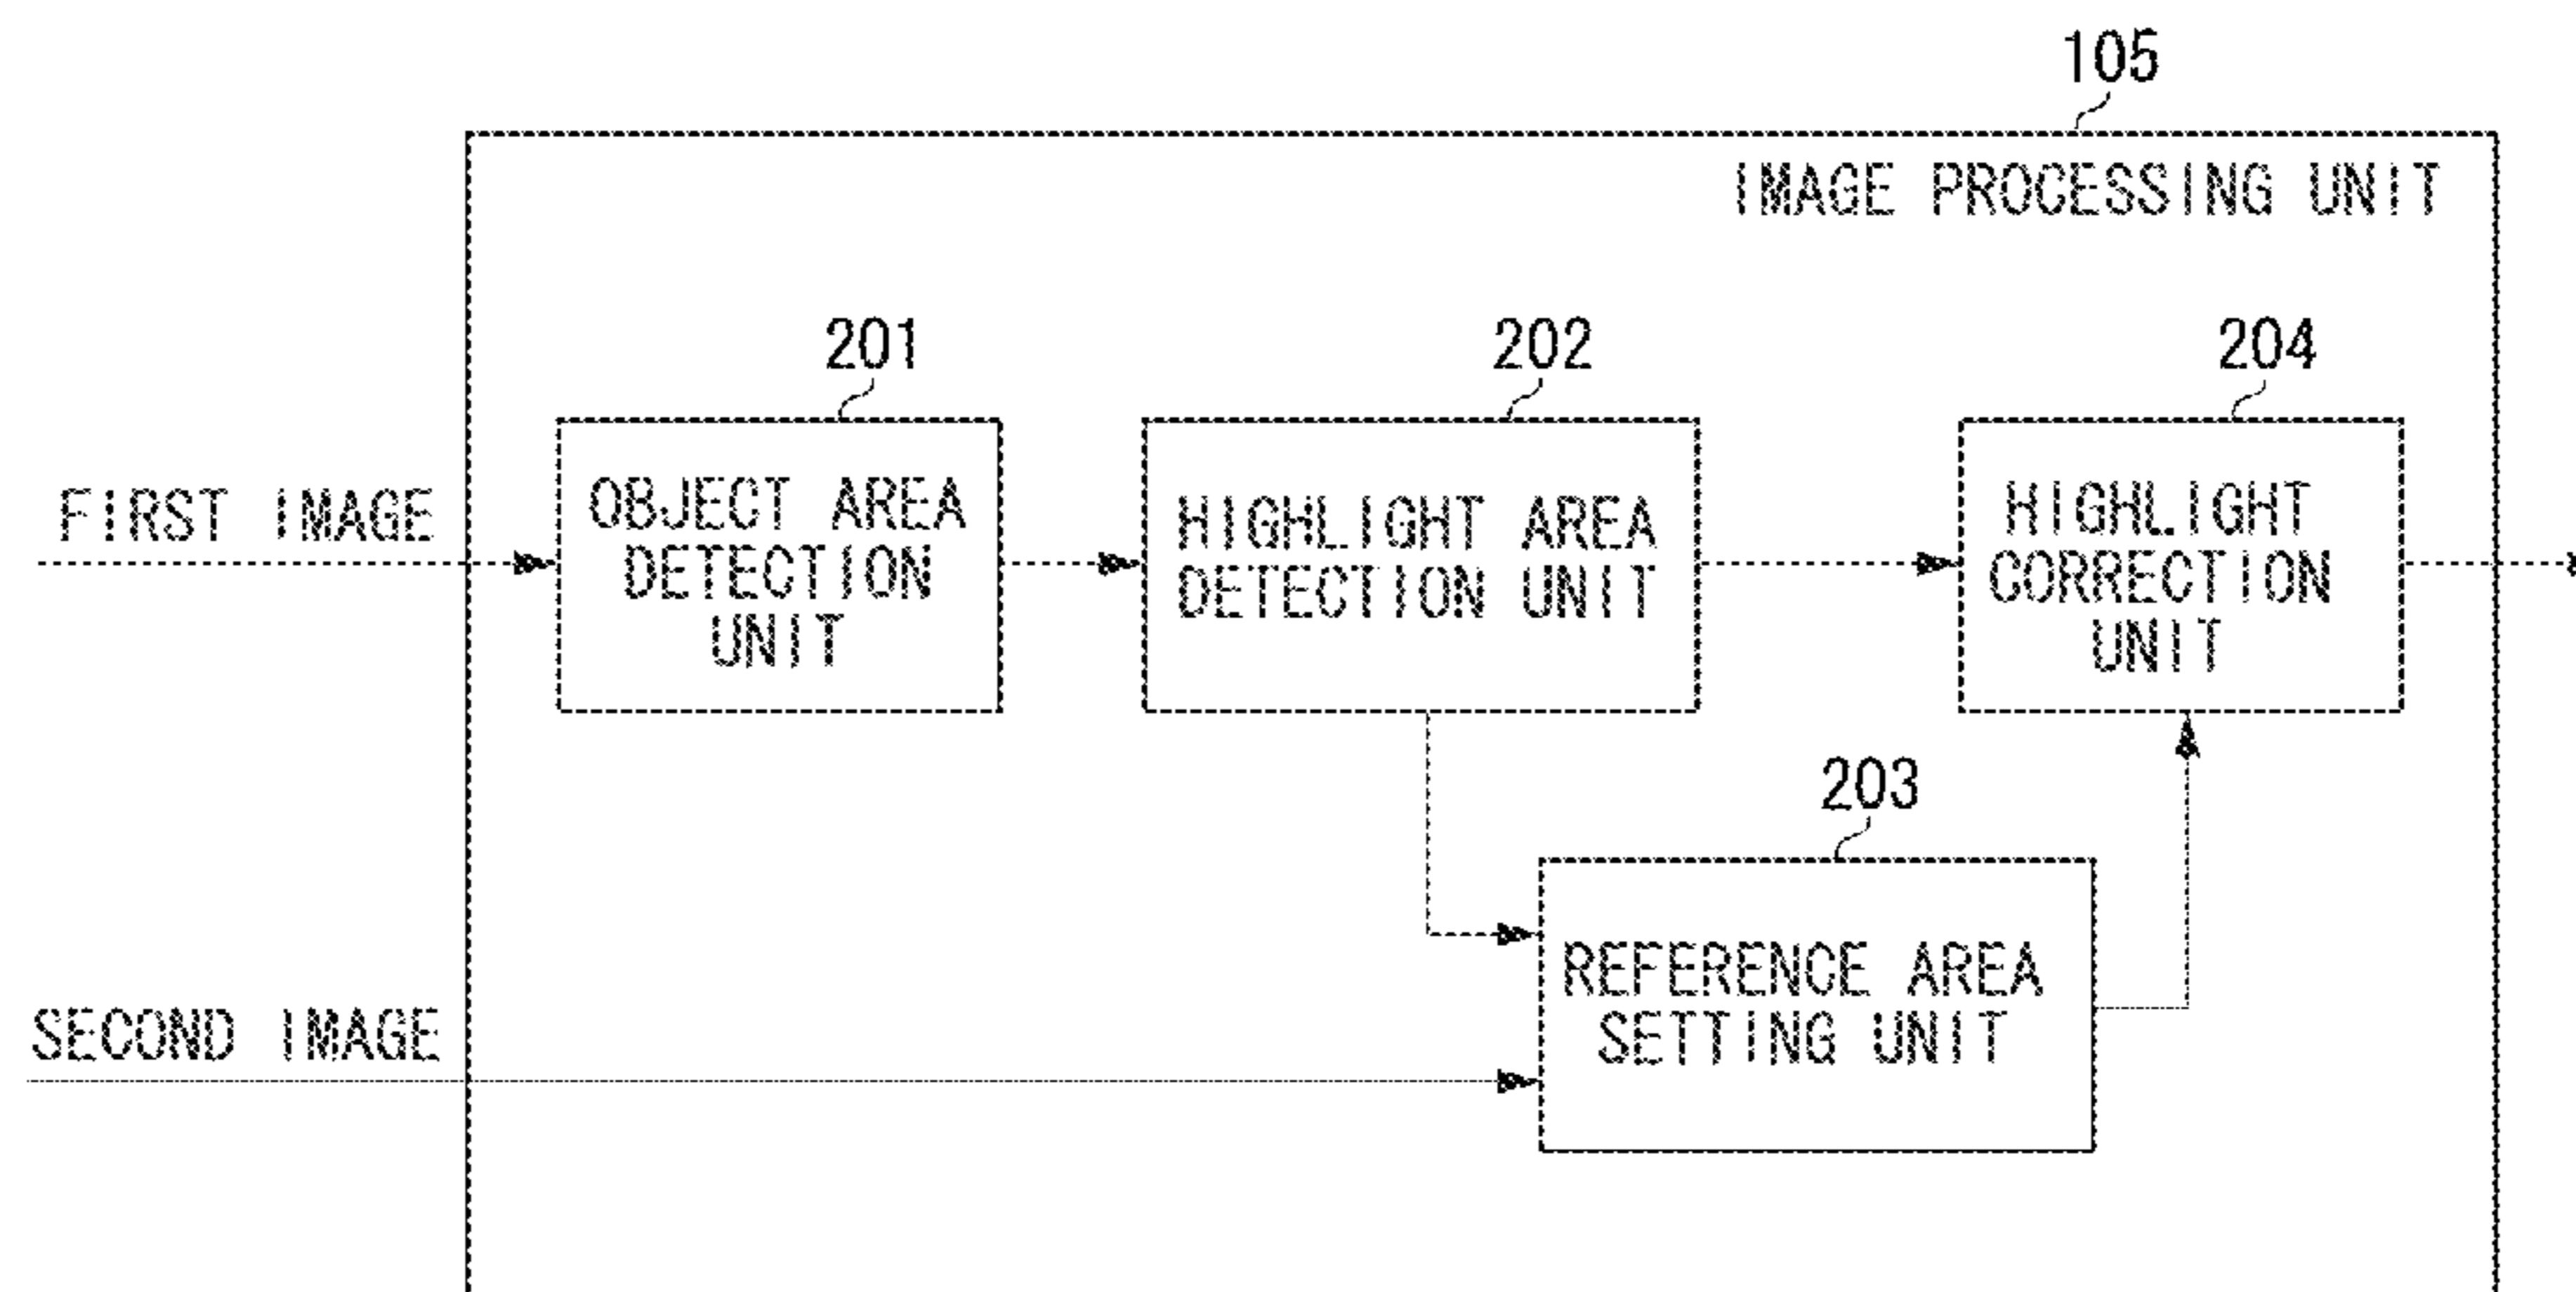 105
IMAGE PROCESSING UNIT
201
202
204
FIRST IMAGE
OBJECT AREA
DETECTION
UNIT
HIGHLIGHT AREA
DETECTION UNIT
HIGHLIGHT
CORRECTION
UNIT
203
REFERENCE AREA
SETTING UNIT
SECOND IMAGE